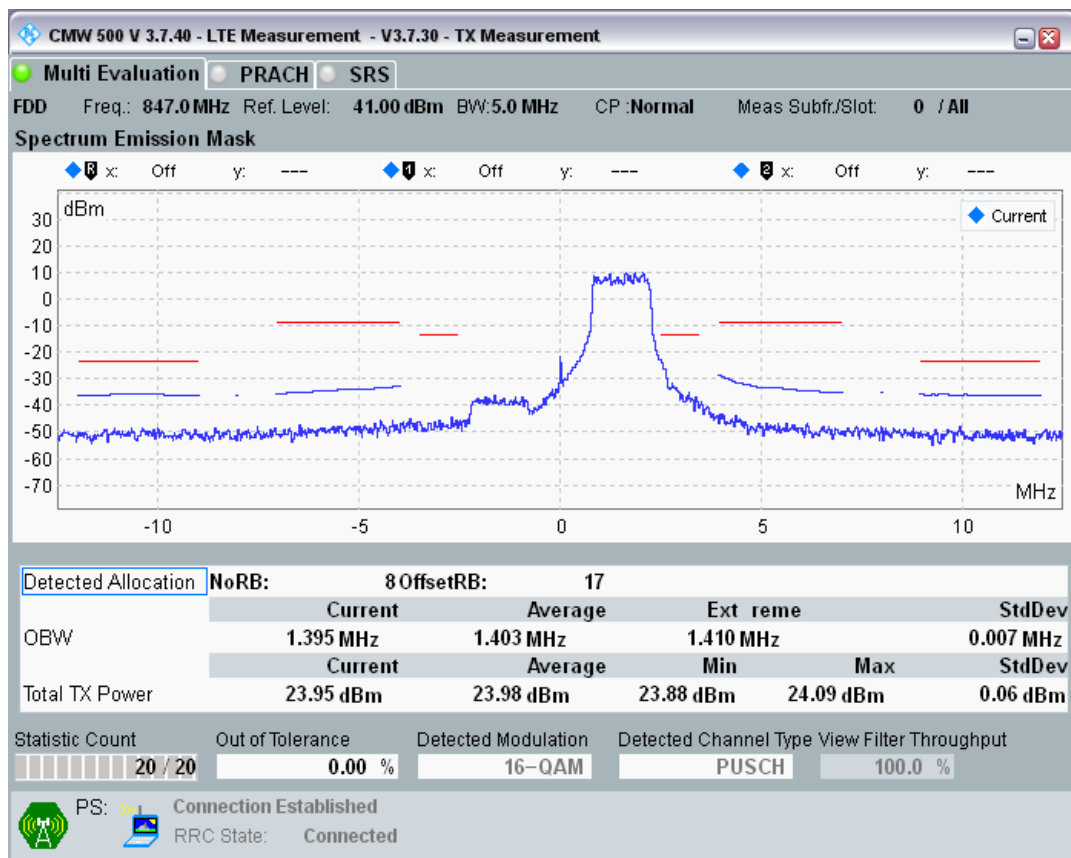 CMW 500 V 3.7.40 - LTE Measurement - V3.7.30 - TX Measurement
Multi Evaluation PRACH SRS
FDD Freq.: 847.0 MHz Ref. Level: 41.00 dBm BW:5.0 MHz CP :Normal Meas Subfr./Slot: 0 / All
Spectrum Emission Mask
R x: Off y: --- 1 x: Off y: --- 2 x: Off y: ---
dBm
Current
30
20
10
0
-10
-20
-30
-40
-50
-60
-70
MHz
-10 -5 0 5 10
Detected Allocation NoRB: 8 OffsetRB: 17
Current Average Ext reme StdDev
OBW 1.395 MHz 1.403 MHz 1.410 MHz 0.007 MHz
Current Average Min Max StdDev
Total TX Power 23.95 dBm 23.98 dBm 23.88 dBm 24.09 dBm 0.06 dBm
Statistic Count Out of Tolerance Detected Modulation Detected Channel Type View Filter Throughput
20 / 20 0.00 % 16-QAM PUSCH 100.0 %
PS: Connection Established
RRC State: Connected